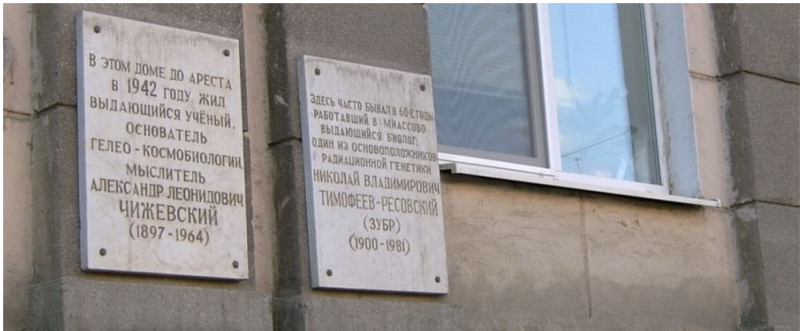 В ЭТОМ ДОМЕ ДО АРЕСТА
В 1942 ГОДУ ЖИЛ
ВЫДАЮЩИЙСЯ УЧЁНЫЙ,
ОСНОВАТЕЛЬ
ГЕЛЕО-КОСМОБИОЛОГИИ,
МЫСЛИТЕЛЬ
АЛЕКСАНДР ЛЕОНИДОВИЧ
ЧИЖЕВСКИЙ
(1897-1964)
ЗДЕСЬ ЧАСТО БЫВАЛ В 60-Е ГОДЫ
РАБОТАВШИЙ В МИАССОВО
ВЫДАЮЩИЙСЯ БИОЛОГ,
ОДИН ИЗ ОСНОВОПОЛОЖНИКОВ
РАДИАЦИОННОЙ ГЕНЕТИКИ
НИКОЛАЙ ВЛАДИМИРОВИЧ
ТИМОФЕЕВ-РЕСОВСКИЙ
(ЗУБР)
(1900-1981)